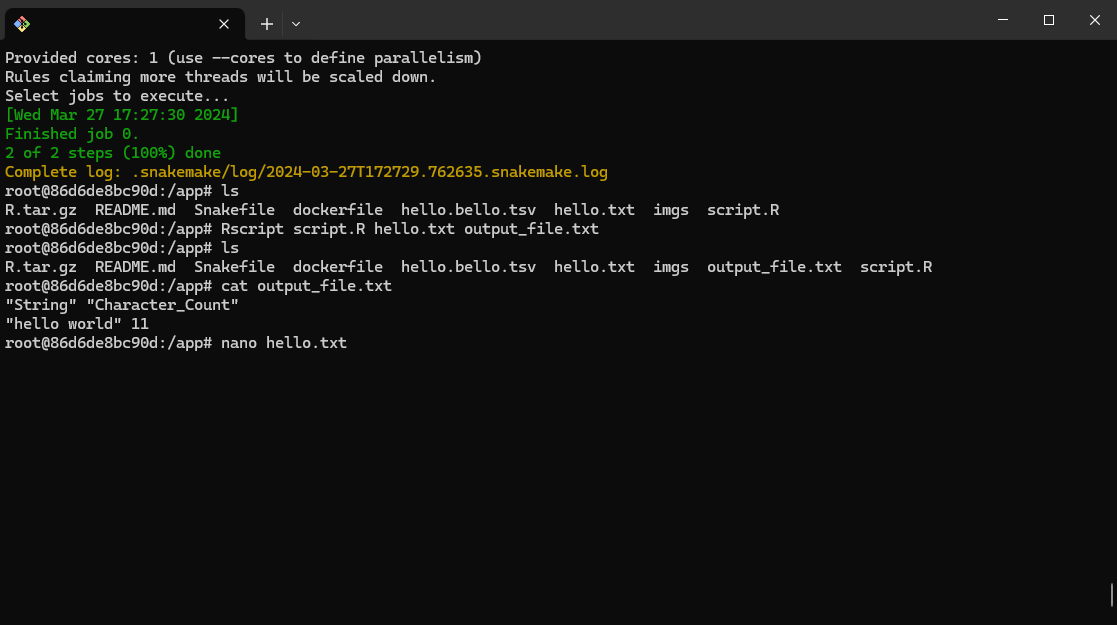 Provided cores: 1 (use --cores to define parallelism)
Rules claiming more threads will be scaled down.
Select jobs to execute...
[Wed Mar 27 17:27:30 2024]
Finished job 0.
2 of 2 steps (100%) done
Complete log: .snakemake/log/2024-03-27T172729.762635.snakemake.log
root@86d6de8bc90d:/app# ls
R.tar.gz  README.md  Snakefile  dockerfile  hello.bello.tsv  hello.txt  imgs  script.R
root@86d6de8bc90d:/app# Rscript script.R hello.txt output_file.txt
root@86d6de8bc90d:/app# ls
R.tar.gz  README.md  Snakefile  dockerfile  hello.bello.tsv  hello.txt  imgs  output_file.txt  script.R
root@86d6de8bc90d:/app# cat output_file.txt
"String" "Character_Count"
"hello world" 11
root@86d6de8bc90d:/app# nano hello.txt